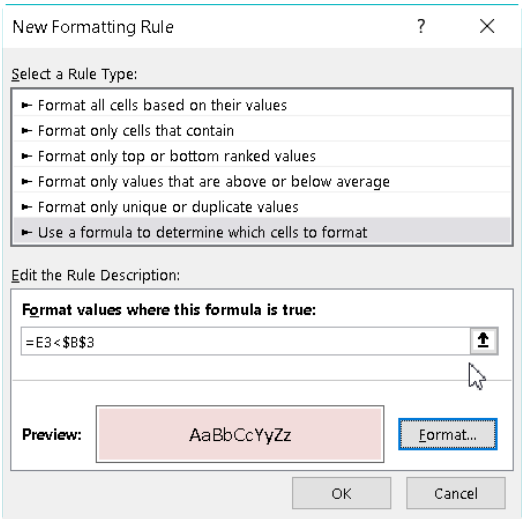 New Formatting Rule ?
Select a Rule Type:
► Format all cells based on their values
► Format only cells that contain
► Format only top or bottom ranked values
► Format only values that are above or below average
► Format only unique or duplicate values
► Use a formula to determine which cells to format
Edit the Rule Description:
Format values where this formula is true:
=E3<$B$3
Preview: AaBbCcYyZz Format...
OK Cancel